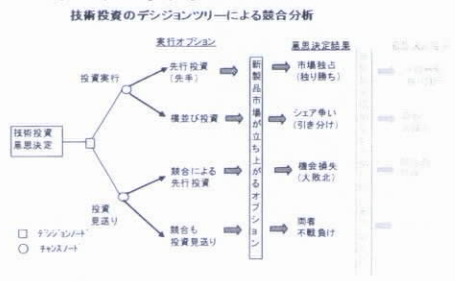 技術投資のデシジョンツリーによる競合分析
実行オプション
意思決定結果
投資実行
先行投資
(先手)
市場独占
(独り勝ち)
横並び投資
シェア争い
(引き分け)
技術投資
意思決定
新製品市場が立ち上がるオプション
競合による
先行投資
機会損失
(大敗北)
投資
見送り
競合も
投資見送り
両者
不戦負け
デシジョンノード
チャンスノード